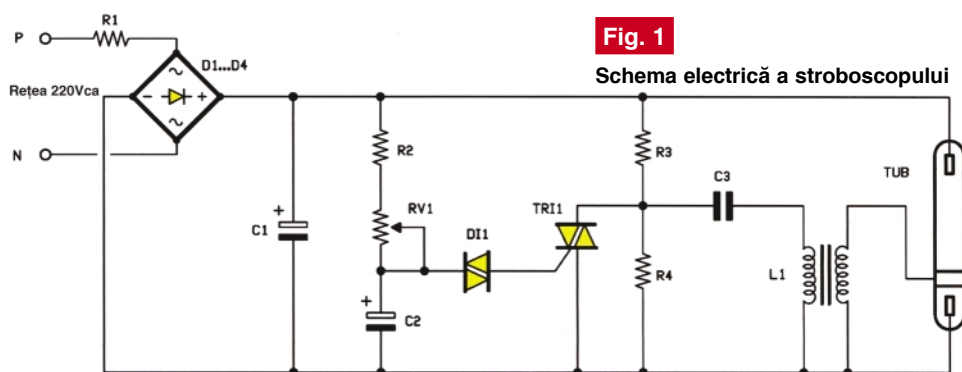 Fig. 1
Schema electrică a stroboscopului
R1
P
D1...D4
Rețea 220Vca
N
R2
R3
C3
TUB
RV1
TRI1
C1
DI1
R4
L1
C2